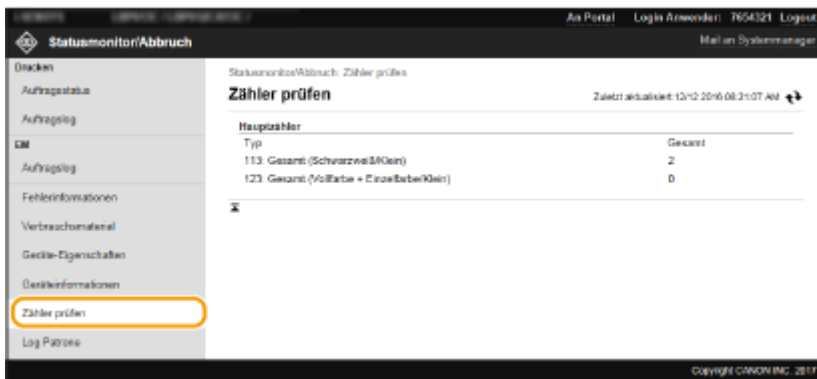 An Portal Login Anwender: 7654321 Logout
Statusmonitor/Abbruch
Mail an Systemmanager
Drucken
Auftragsstatus
Auftragslog
EM
Auftragslog
Fehlerinformationen
Verbrauchsmaterial
Geräte-Eigenschaften
Geräteinformationen
Zähler prüfen
Log Patrone
Statusmonitor/Abbruch: Zähler prüfen
Zähler prüfen
Zuletzt aktualisiert: 12/12 2016 08:21:07 AM
Hauptzähler
Typ Gesamt
113: Gesamt (Schwarzweiß/Klein) 2
123: Gesamt (Vollfarbe + Einzelfarbe/Klein) 0
Copyright CANON INC. 2017